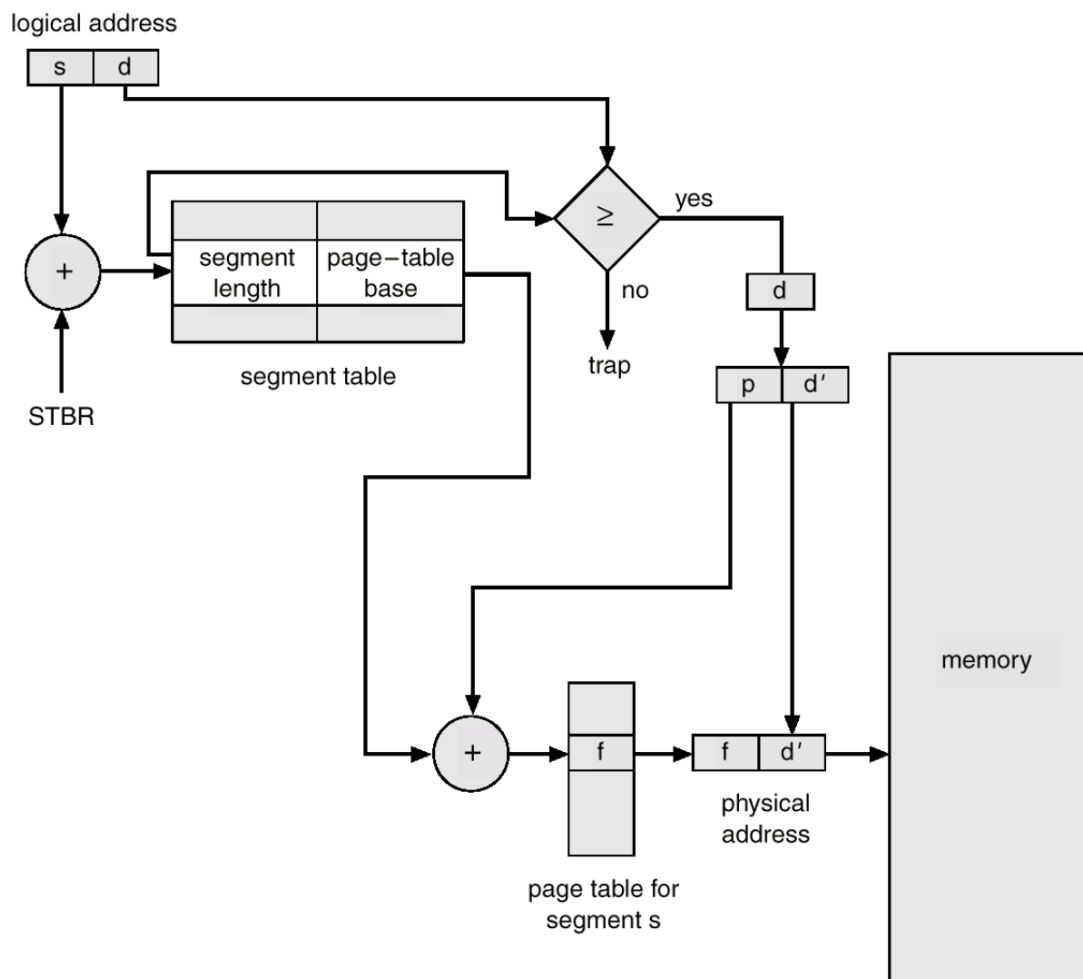 logical address
s d
≥
yes
+
segment length
page–table base
no
d
trap
segment table
p d′
STBR
memory
+
f
f d′
physical address
page table for segment s